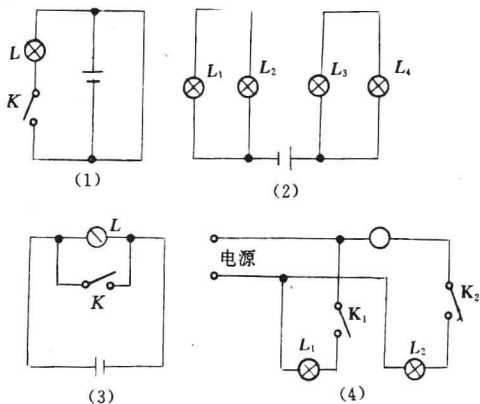 L
K
(1)
L₁ L₂ L₃ L₄
(2)
L
K
(3)
电源
K₁
K₂
L₁
L₂
(4)